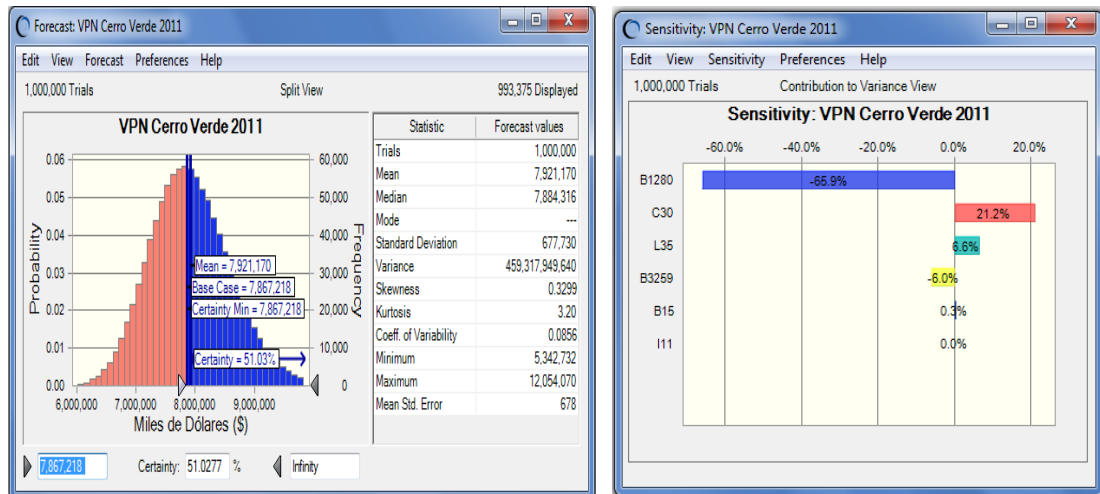 Forecast: VPN Cerro Verde 2011
Edit View Forecast Preferences Help
1,000,000 Trials Split View 993,375 Displayed
VPN Cerro Verde 2011
0.06
0.05
0.04
0.03
0.02
0.01
0.00
Probability
60,000
50,000
40,000
30,000
20,000
10,000
0
Frequency
Mean = 7,921,170
Base Case = 7,867,218
Certainty Min = 7,867,218
Certainty = 51.03%
6,000,000 7,000,000 8,000,000 9,000,000
Miles de Dólares ($)
Statistic Forecast values
Trials 1,000,000
Mean 7,921,170
Median 7,884,316
Mode ---
Standard Deviation 677,730
Variance 459,317,949,640
Skewness 0.3299
Kurtosis 3.20
Coeff. of Variability 0.0856
Minimum 5,342,732
Maximum 12,054,070
Mean Std. Error 678
7,867,218 Certainty: 51.0277 % Infinity
Sensitivity: VPN Cerro Verde 2011
Edit View Sensitivity Preferences Help
1,000,000 Trials Contribution to Variance View
Sensitivity: VPN Cerro Verde 2011
-60.0% -40.0% -20.0% 0.0% 20.0%
B1280 -65.9%
C30 21.2%
L35 6.6%
B3259 -6.0%
B15 0.3%
I11 0.0%